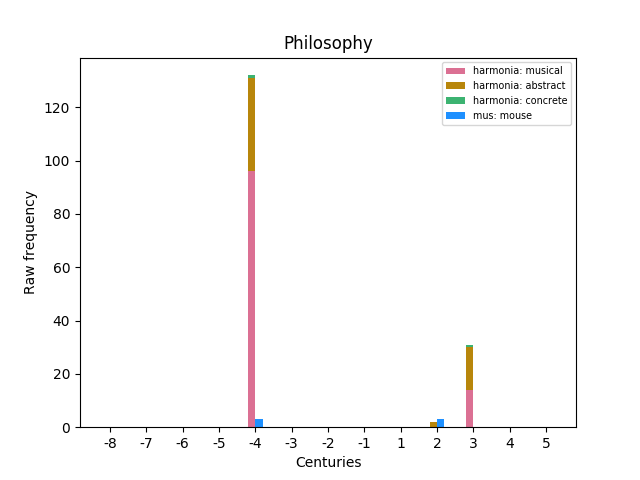 Philosophy
harmonia: musical
harmonia: abstract
harmonia: concrete
mus: mouse
Raw frequency
120
100
80
60
40
20
0
-8 -7 -6 -5 -4 -3 -2 -1 1 2 3 4 5
Centuries